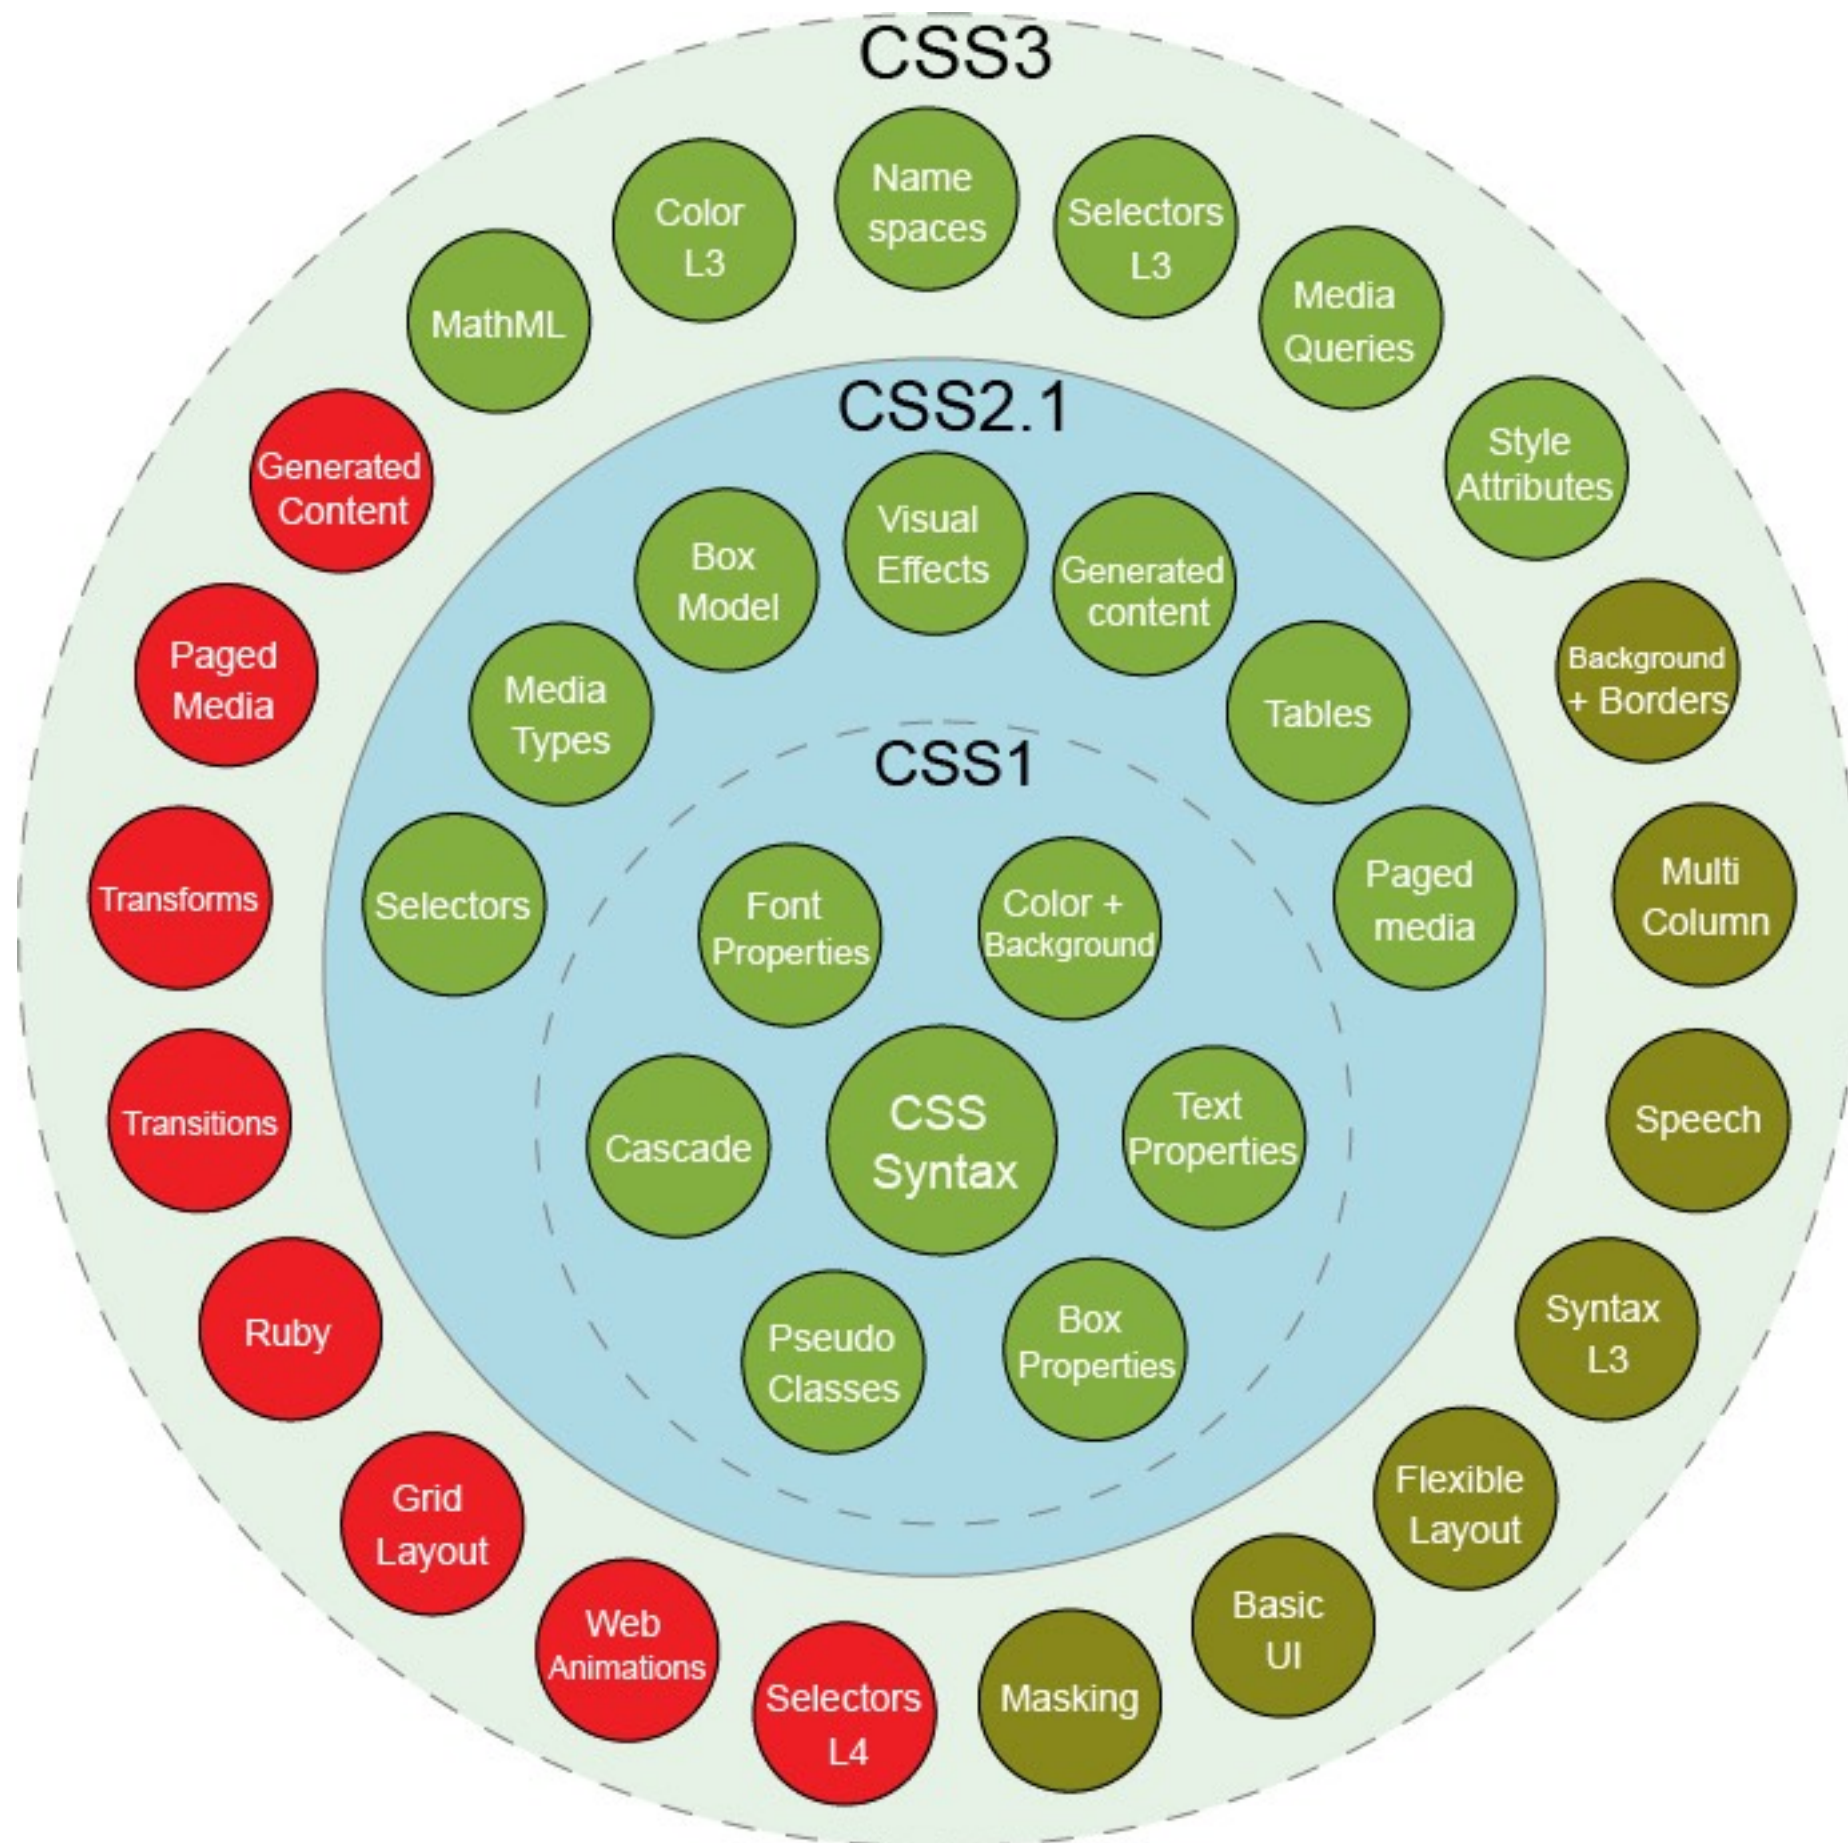 CSS3
Name
spaces
Selectors
L3
Media
Queries
Style
Attributes
Background
+ Borders
Multi
Column
Speech
Syntax
L3
Flexible
Layout
Basic
UI
Masking
Selectors
L4
Web
Animations
Grid
Layout
Ruby
Transitions
Transforms
Paged
Media
Generated
Content
MathML
Color
L3
CSS2.1
Selectors
Media
Types
Box
Model
Visual
Effects
Generated
content
Tables
Paged
media
CSS1
Font
Properties
Color +
Background
Text
Properties
Box
Properties
Pseudo
Classes
Cascade
CSS
Syntax